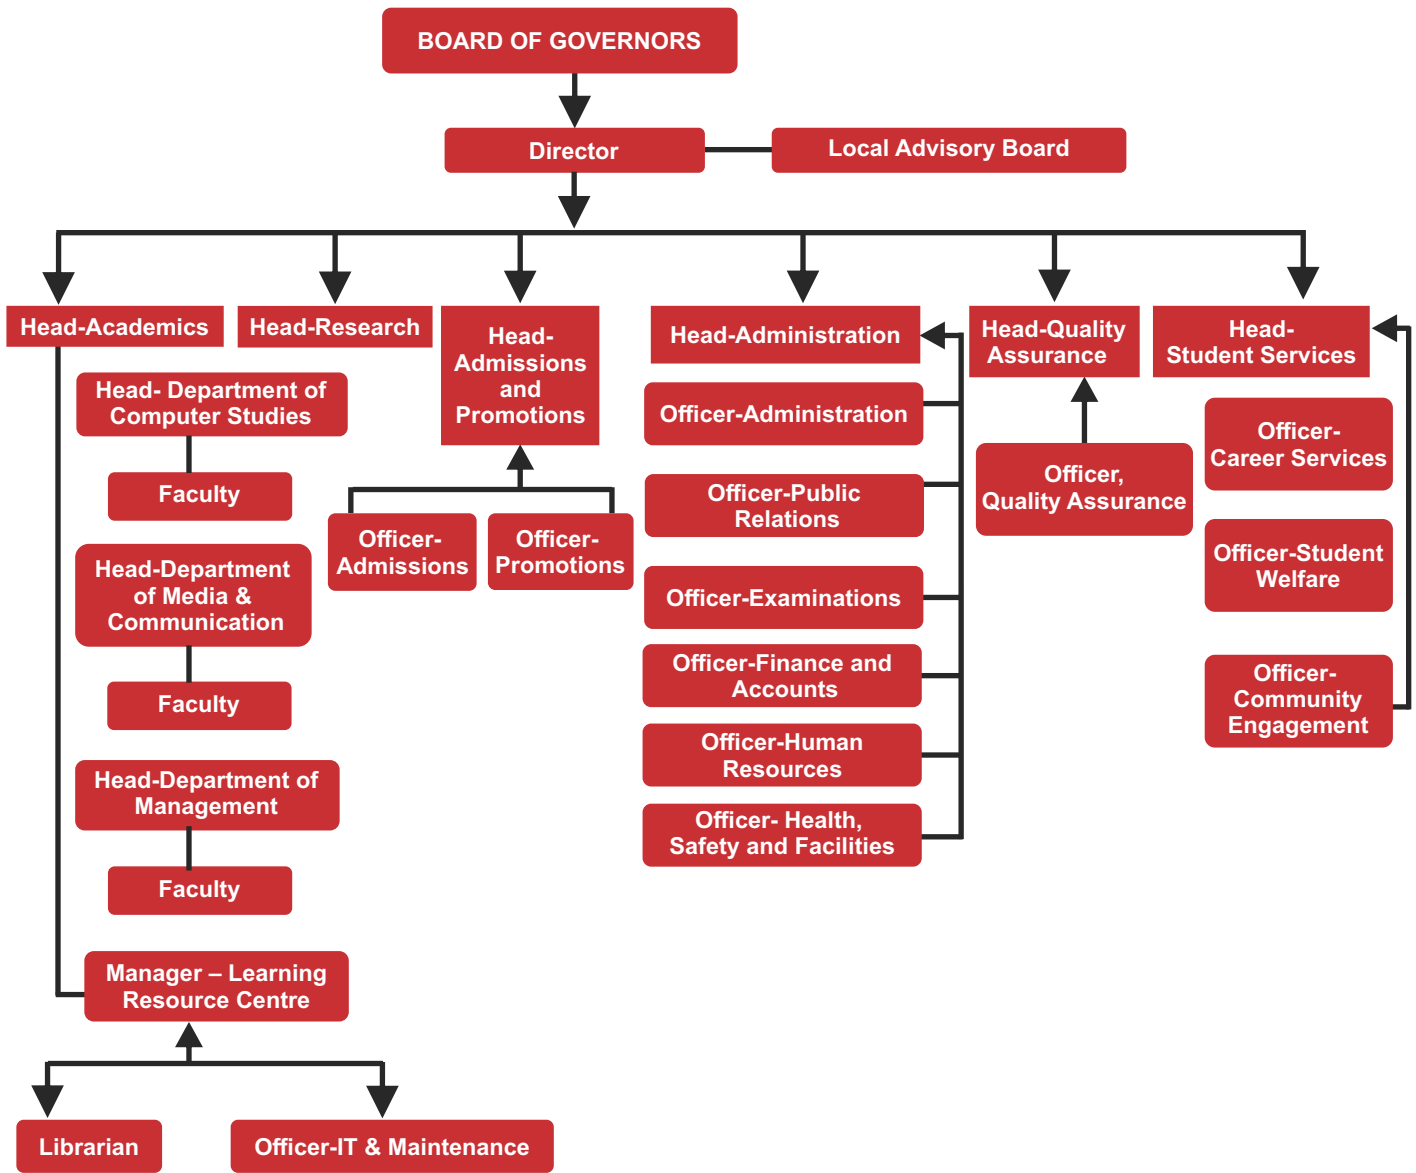 BOARD OF GOVERNORS
Director
Local Advisory Board
Head-Academics
Head-Research
Head-
Admissions
and
Promotions
Head-Administration
Head-Quality
Assurance
Head-
Student Services
Head- Department of
Computer Studies
Faculty
Head-Department
of Media &
Communication
Faculty
Head-Department of
Management
Faculty
Manager – Learning
Resource Centre
Librarian
Officer-IT & Maintenance
Officer-
Admissions
Officer-
Promotions
Officer-Administration
Officer-Public
Relations
Officer-Examinations
Officer-Finance and
Accounts
Officer-Human
Resources
Officer- Health,
Safety and Facilities
Officer,
Quality Assurance
Officer-
Career Services
Officer-Student
Welfare
Officer-
Community
Engagement